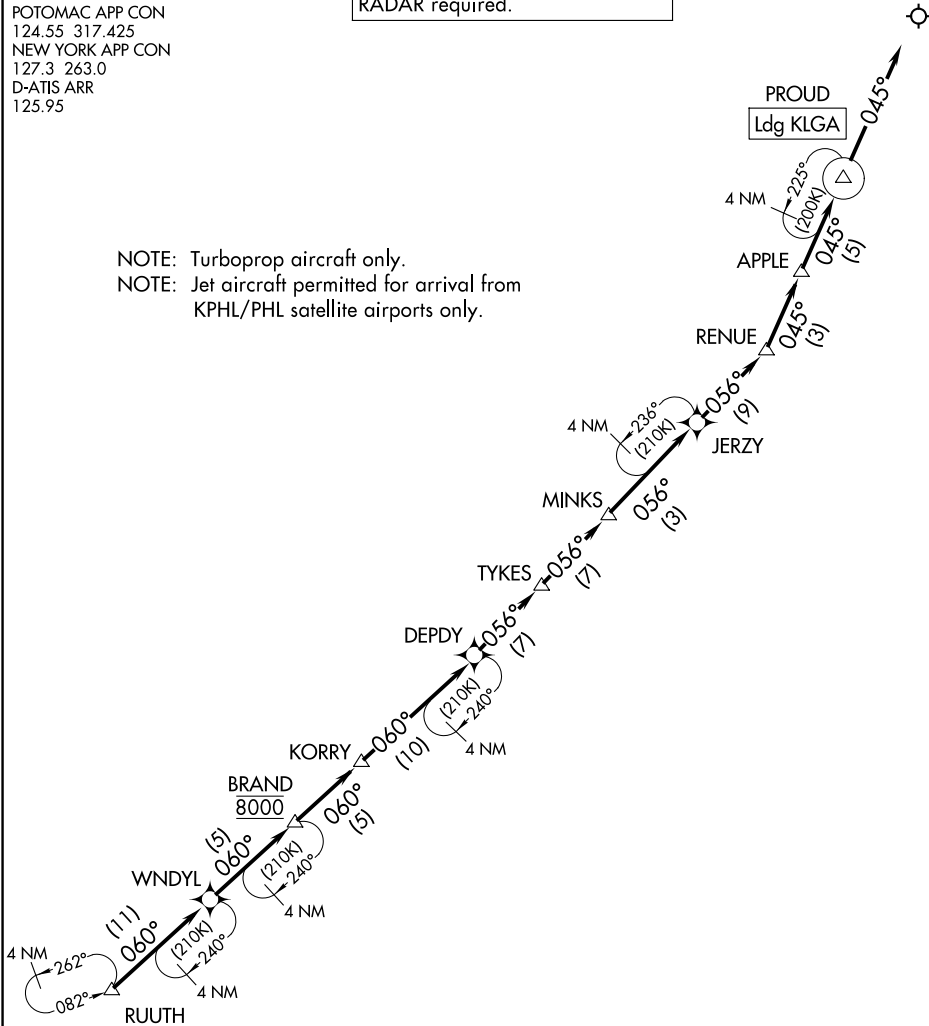 POTOMAC APP CON
124.55 317.425
NEW YORK APP CON
127.3 263.0
D-ATIS ARR
125.95
RADAR required.
PROUD
Ldg KLGA
045°
4 NM
225°
(200K)
045°
(5)
NOTE: Turboprop aircraft only.
NOTE: Jet aircraft permitted for arrival from
KPHL/PHL satellite airports only.
APPLE
045°
(3)
RENUE
056°
(9)
4 NM
236°
(210K)
JERZY
MINKS
056°
(3)
TYKES
056°
(7)
DEPDY
056°
(7)
(210K)
240°
4 NM
KORRY
060°
(10)
BRAND
8000
060°
(5)
(5)
060°
(210K)
240°
4 NM
WNDYL
(11)
060°
(210K)
240°
4 NM
4 NM
262°
082°
RUUTH